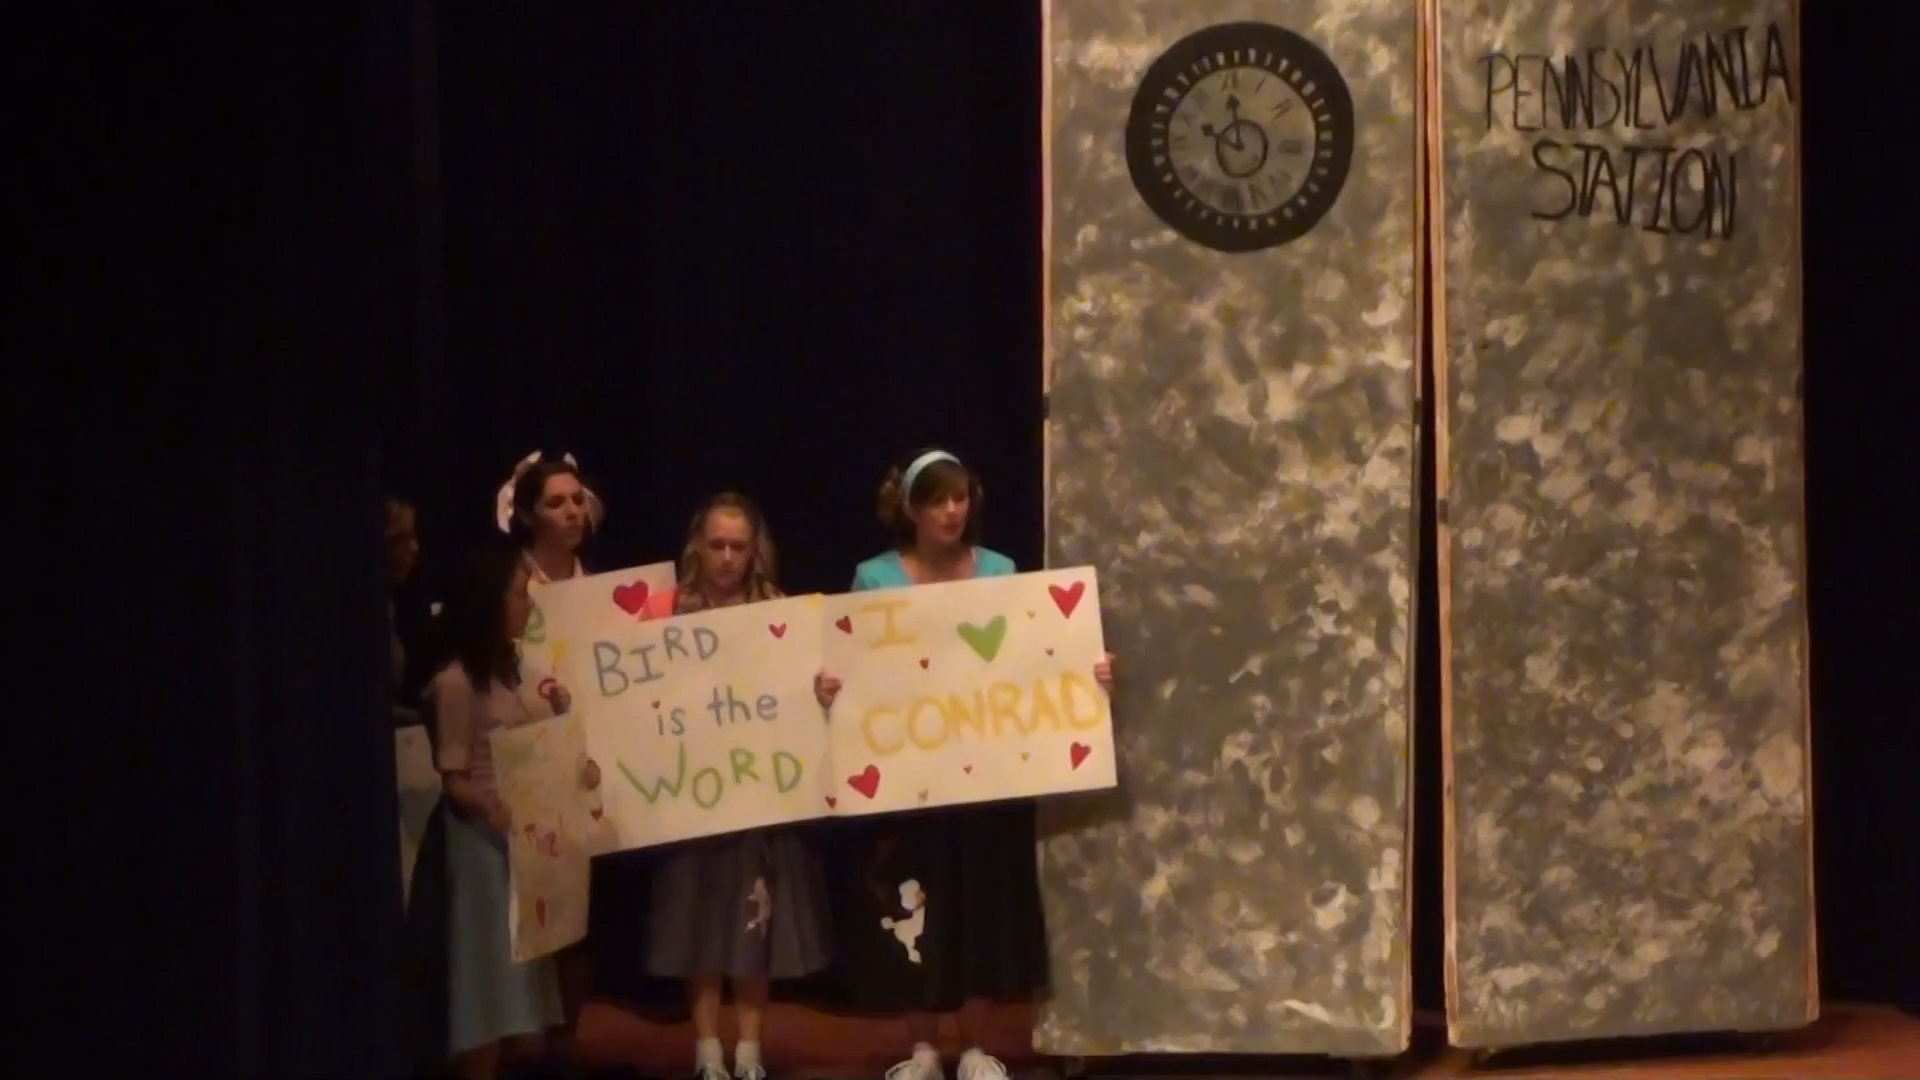 PENNSYLVANIA
STATION
BIRD
is the
WORD
I
CONRAD